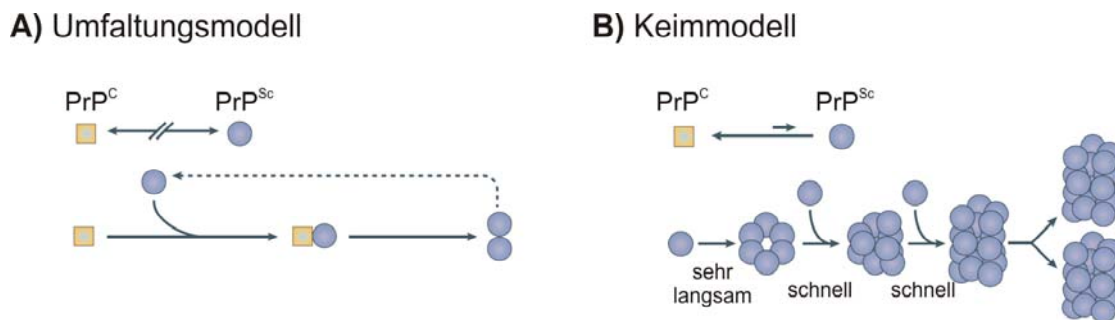 A) Umfaltungsmodell
PrP^C PrP^Sc
B) Keimmodell
PrP^C PrP^Sc
sehr
langsam
schnell
schnell